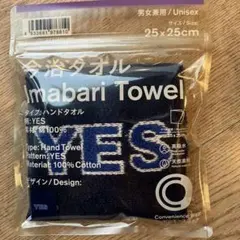 男女兼用/Unisex
サイズ/Size:
25×25cm
今治タオル
Imabari Towel
タイプ:ハンドタオル
柄:YES
綿100%
YES
Type: Hand Towel
Pattern:YES
Material: 100% Cotton
デザイン/Design:
YES
Convenience